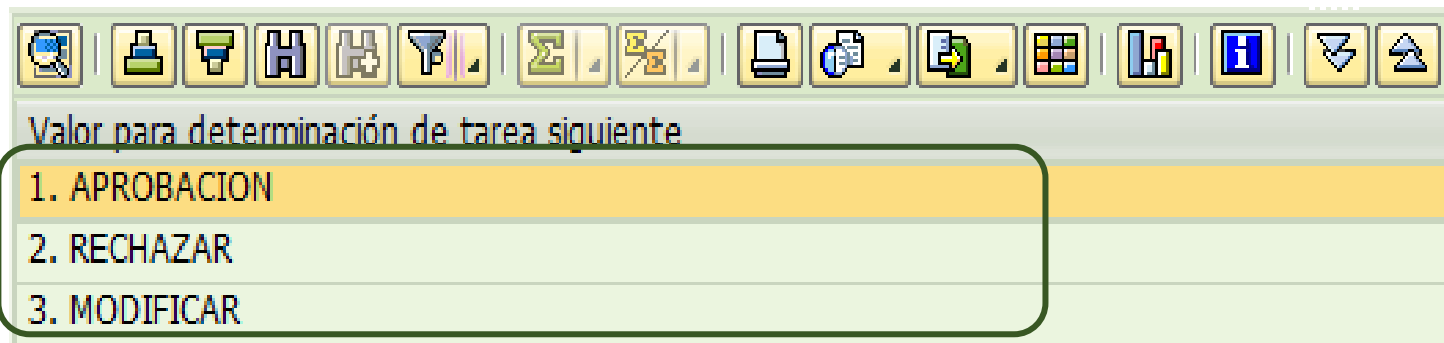 Valor para determinación de tarea siguiente
1. APROBACION
2. RECHAZAR
3. MODIFICAR